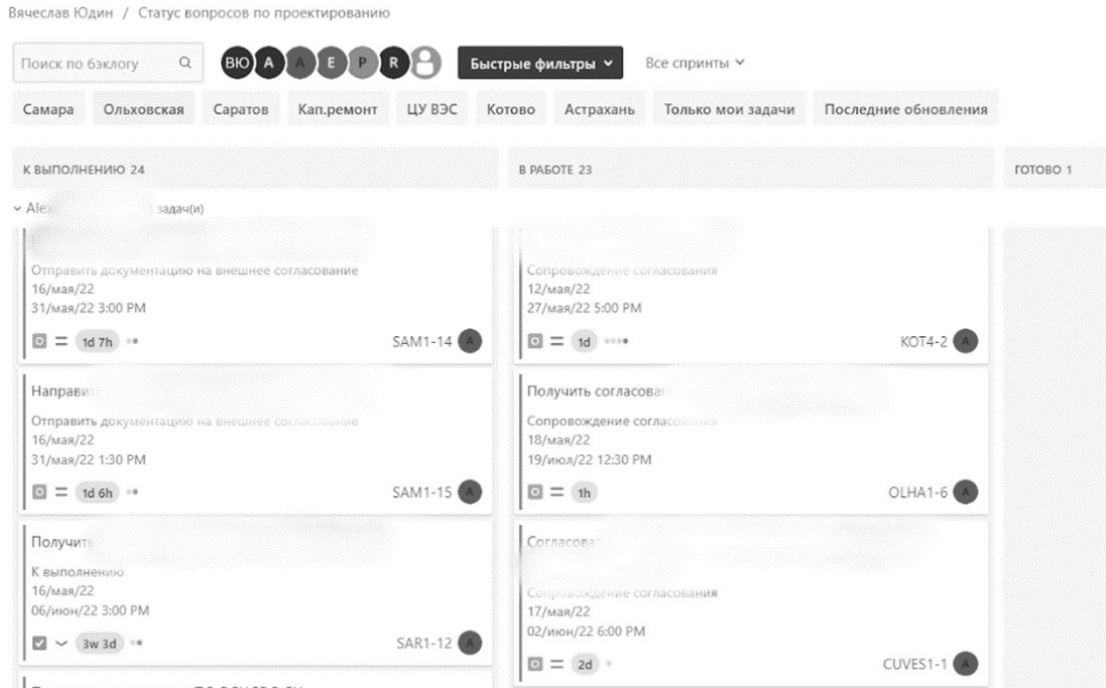 Вячеслав Юдин / Статус вопросов по проектированию
Поиск по бэклогу
ВЮ A A E P R
Быстрые фильтры
Все спринты
Самара Ольховская Саратов Кап.ремонт ЦУ ВЭС Котово Астрахань Только мои задачи Последние обновления
К ВЫПОЛНЕНИЮ 24
Alex задач(и)
Отправить документацию на внешнее согласование
16/мая/22
31/мая/22 3:00 PM
1d 7h SAM1-14 A
Отправить документацию на внешнее согласование
16/мая/22
31/мая/22 1:30 PM
1d 6h SAM1-15 A
Получить
К выполнению
16/мая/22
06/июн/22 3:00 PM
3w 3d SAR1-12 A
В РАБОТЕ 23
Сопровождение согласования
12/мая/22
27/мая/22 5:00 PM
1d KOT4-2 A
Получить
Сопровождение согласования
18/мая/22
19/июл/22 12:30 PM
1h OLHA1-6 A
Сопровождение согласования
17/мая/22
02/июн/22 6:00 PM
2d CUVES1-1 A
ГОТОВО 1